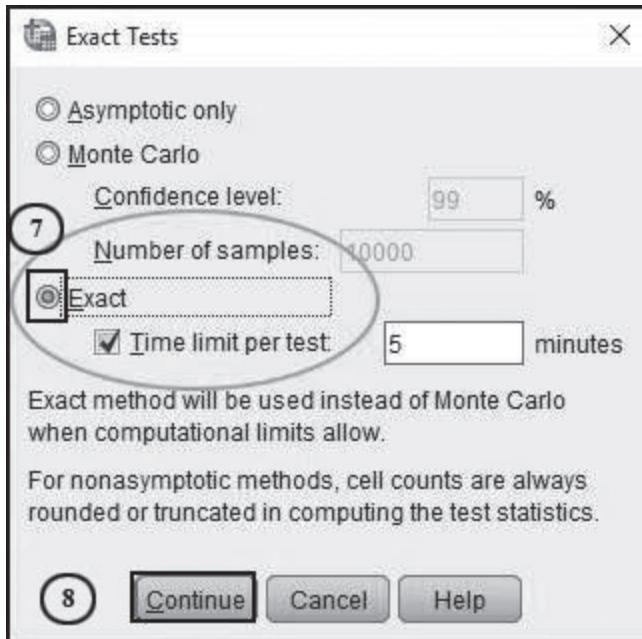 Exact Tests
Asymptotic only
Monte Carlo
Confidence level: 99 %
7
Number of samples: 10000
Exact
Time limit per test: 5 minutes
Exact method will be used instead of Monte Carlo
when computational limits allow.
For nonasymptotic methods, cell counts are always
rounded or truncated in computing the test statistics.
8 Continue Cancel Help